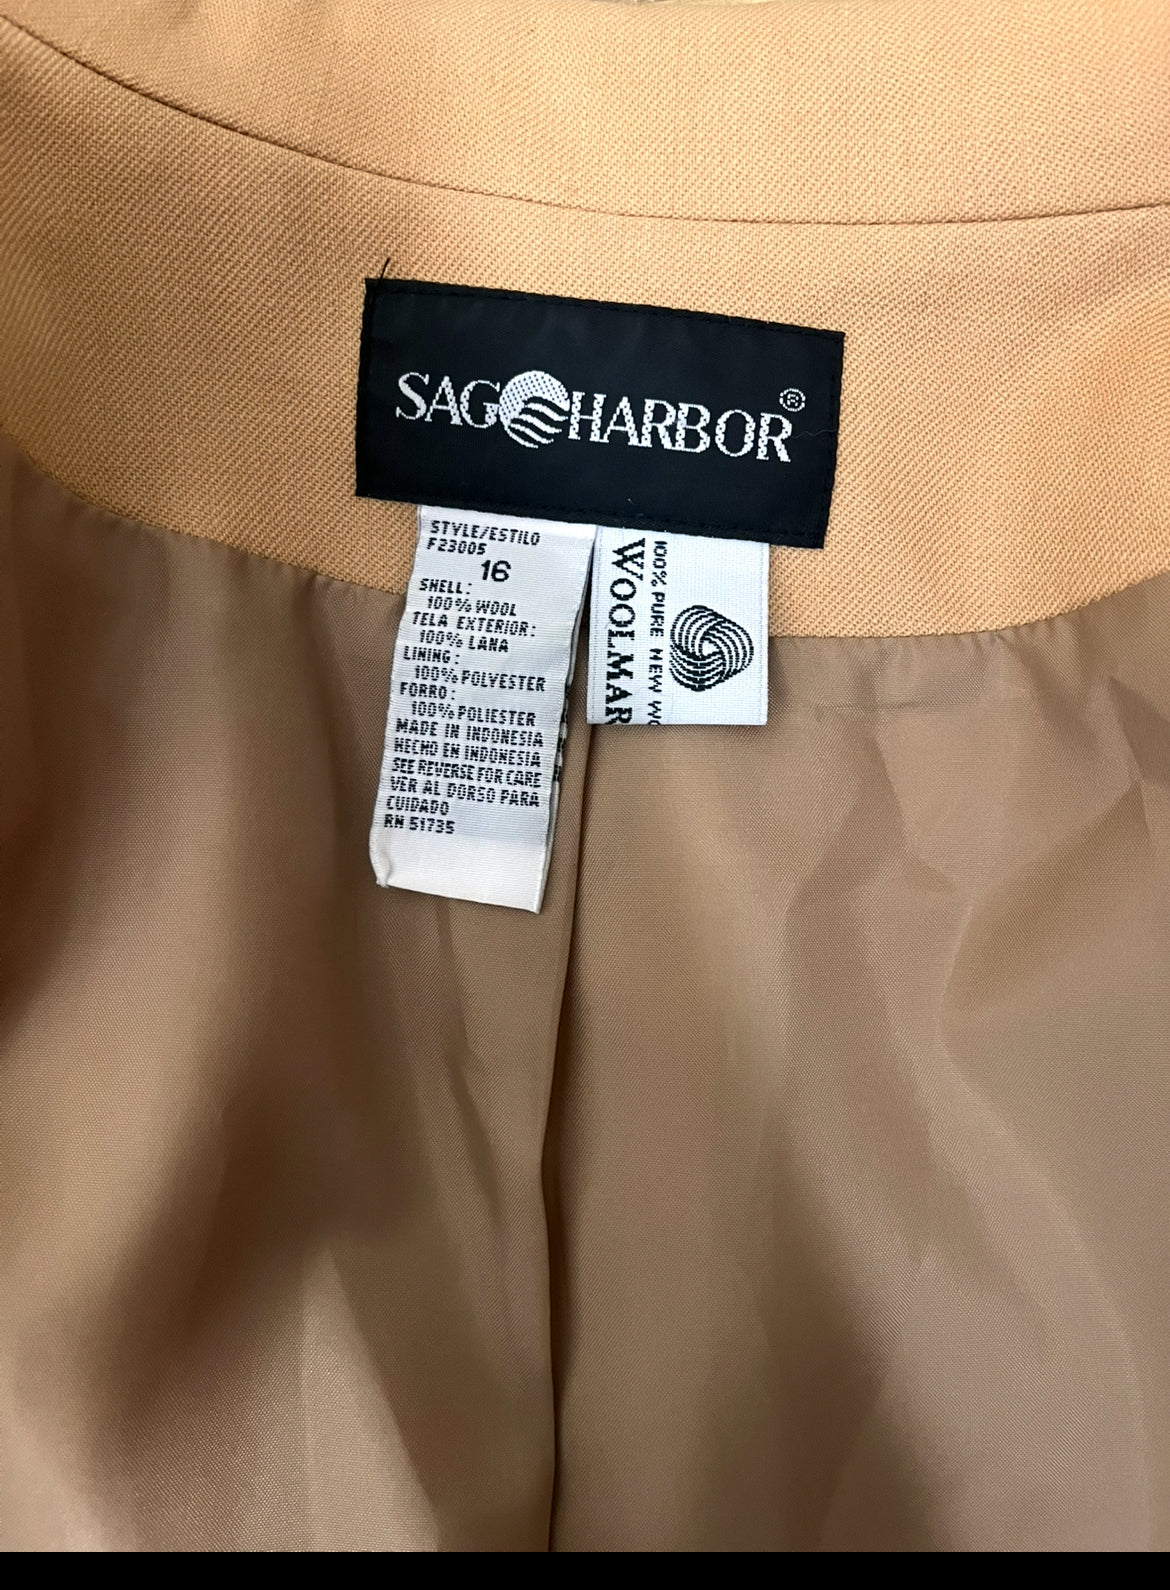 SAG HARBOR®
STYLE/ESTILO
F23005
16
SHELL:
100% WOOL
TELA EXTERIOR:
100% LANA
LINING:
100% POLYESTER
FORRO:
100% POLIESTER
MADE IN INDONESIA
HECHO EN INDONESIA
SEE REVERSE FOR CARE
VER AL DORSO PARA
CUIDADO
RN 51735
100% PURE NEW WO
WOOLMAR